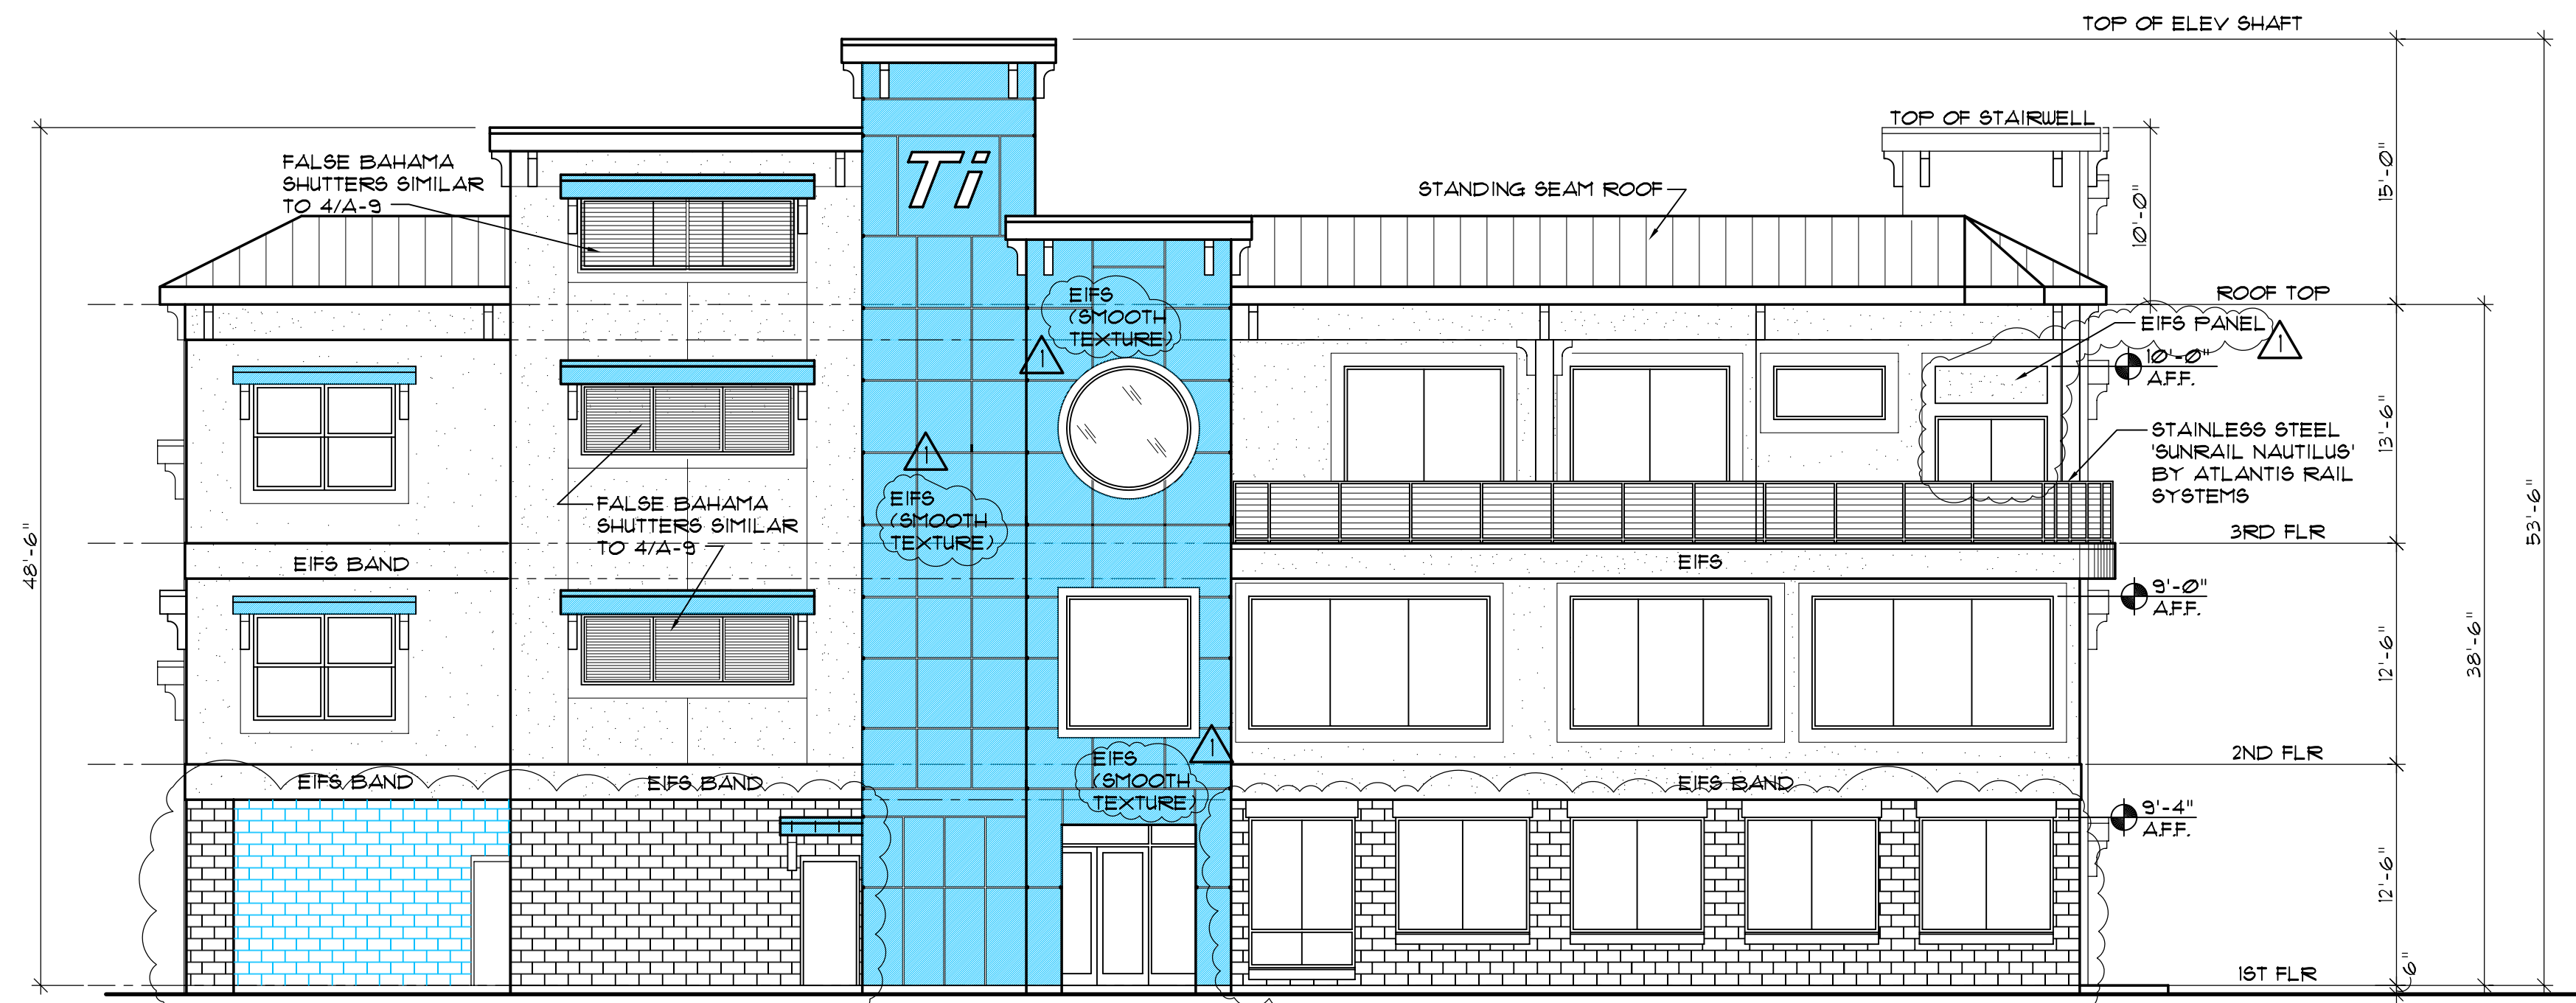 TOP OF ELEV SHAFT
TOP OF STAIRWELL
FALSE BAHAMA
SHUTTERS SIMILAR
TO 4/A-9
Ti
STANDING SEAM ROOF
15'-0"
10'-0"
ROOF TOP
EIFS PANEL
1
10'-0"
A.F.F.
EIFS
(SMOOTH
TEXTURE)
1
STAINLESS STEEL
'SUNRAIL NAUTILUS'
BY ATLANTIS RAIL
SYSTEMS
13'-6"
1
EIFS
(SMOOTH
TEXTURE)
FALSE BAHAMA
SHUTTERS SIMILAR
TO 4/A-9
48'-6"
53'-6"
3RD FLR
EIFS BAND
EIFS
9'-0"
A.F.F.
12'-6"
38'-6"
1
EIFS
(SMOOTH
TEXTURE)
2ND FLR
EIFS BAND
EIFS BAND
EIFS BAND
9'-4"
A.F.F.
12'-6"
1ST FLR
6"